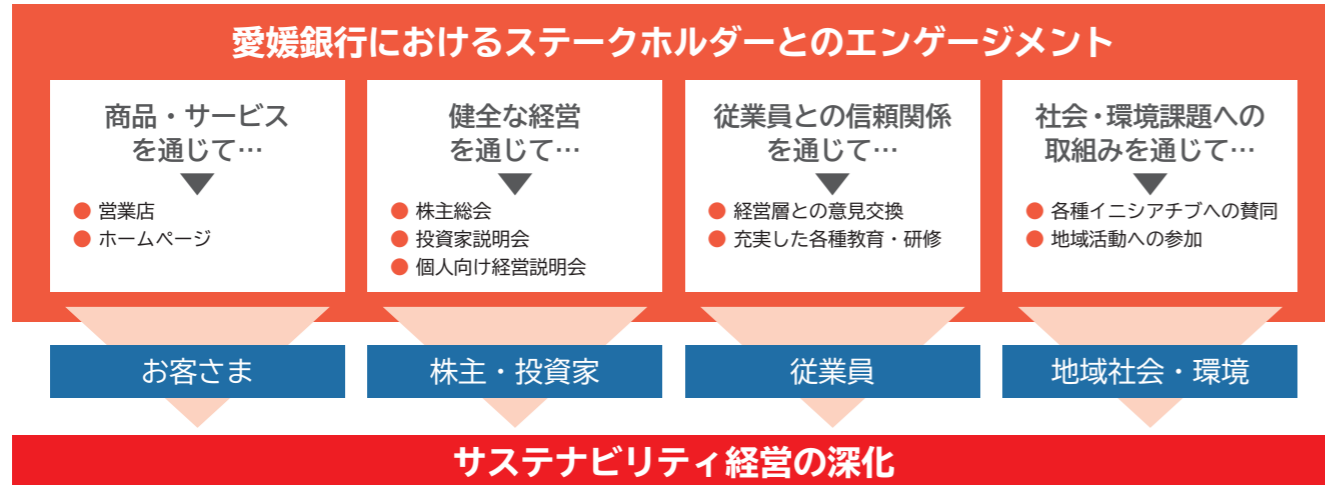 愛媛銀行におけるステークホルダーとのエンゲージメント
商品・サービス
を通じて…
● 営業店
● ホームページ
健全な経営
を通じて…
● 株主総会
● 投資家説明会
● 個人向け経営説明会
従業員との信頼関係
を通じて…
● 経営層との意見交換
● 充実した各種教育・研修
社会・環境課題への
取組みを通じて…
● 各種イニシアチブへの賛同
● 地域活動への参加
お客さま
株主・投資家
従業員
地域社会・環境
サステナビリティ経営の深化